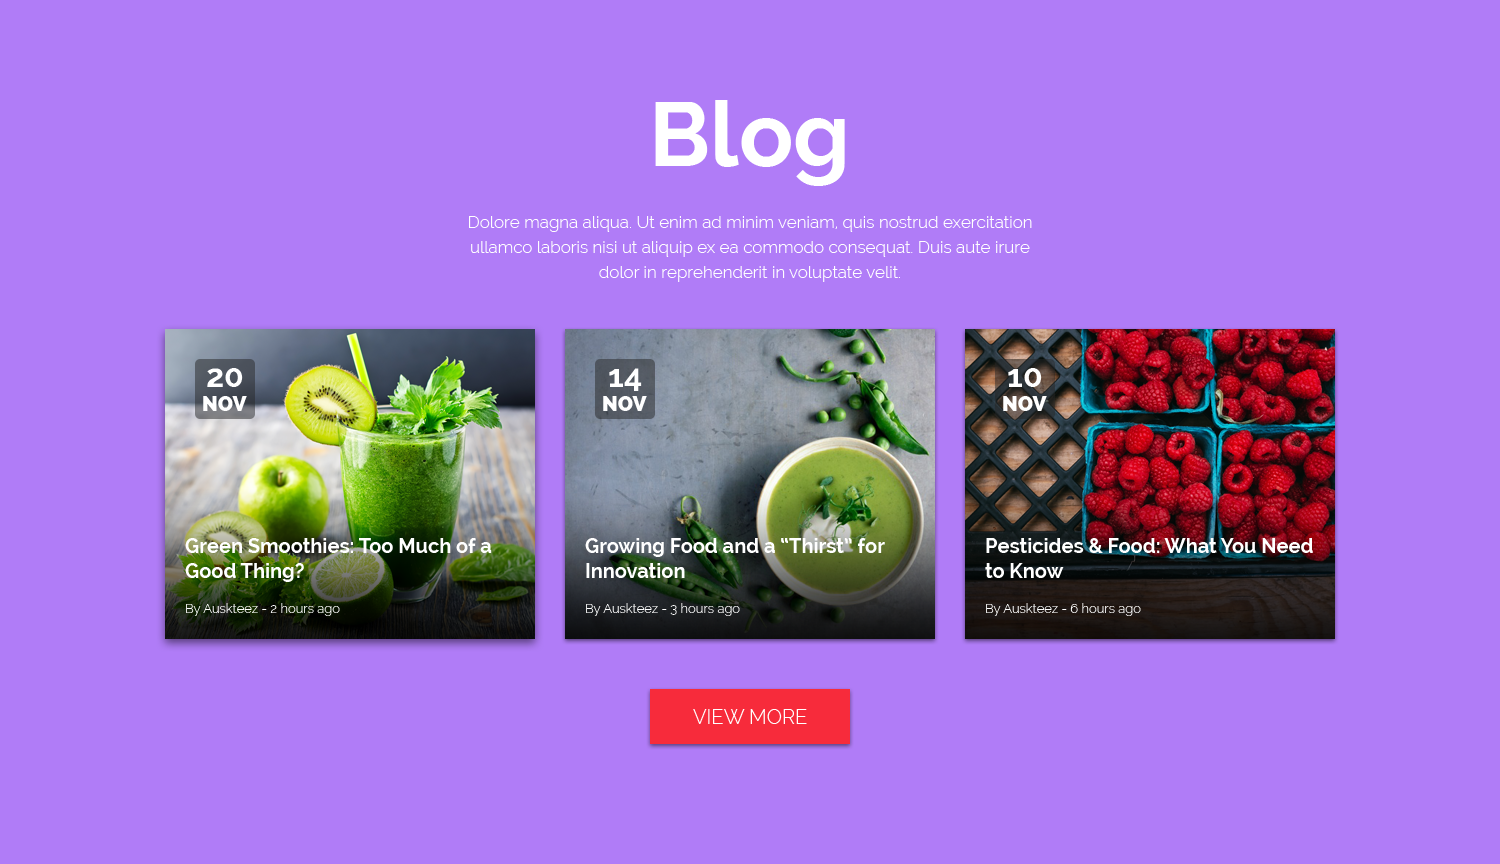 Blog
Dolore magna aliqua. Ut enim ad minim veniam, quis nostrud exercitation
ullamco laboris nisi ut aliquip ex ea commodo consequat. Duis aute irure
dolor in reprehenderit in voluptate velit.
20
NOV
Green Smoothies: Too Much of a
Good Thing?
By Auskteez - 2 hours ago
14
NOV
Growing Food and a “Thirst” for
Innovation
By Auskteez - 3 hours ago
10
NOV
Pesticides & Food: What You Need
to Know
By Auskteez - 6 hours ago
VIEW MORE